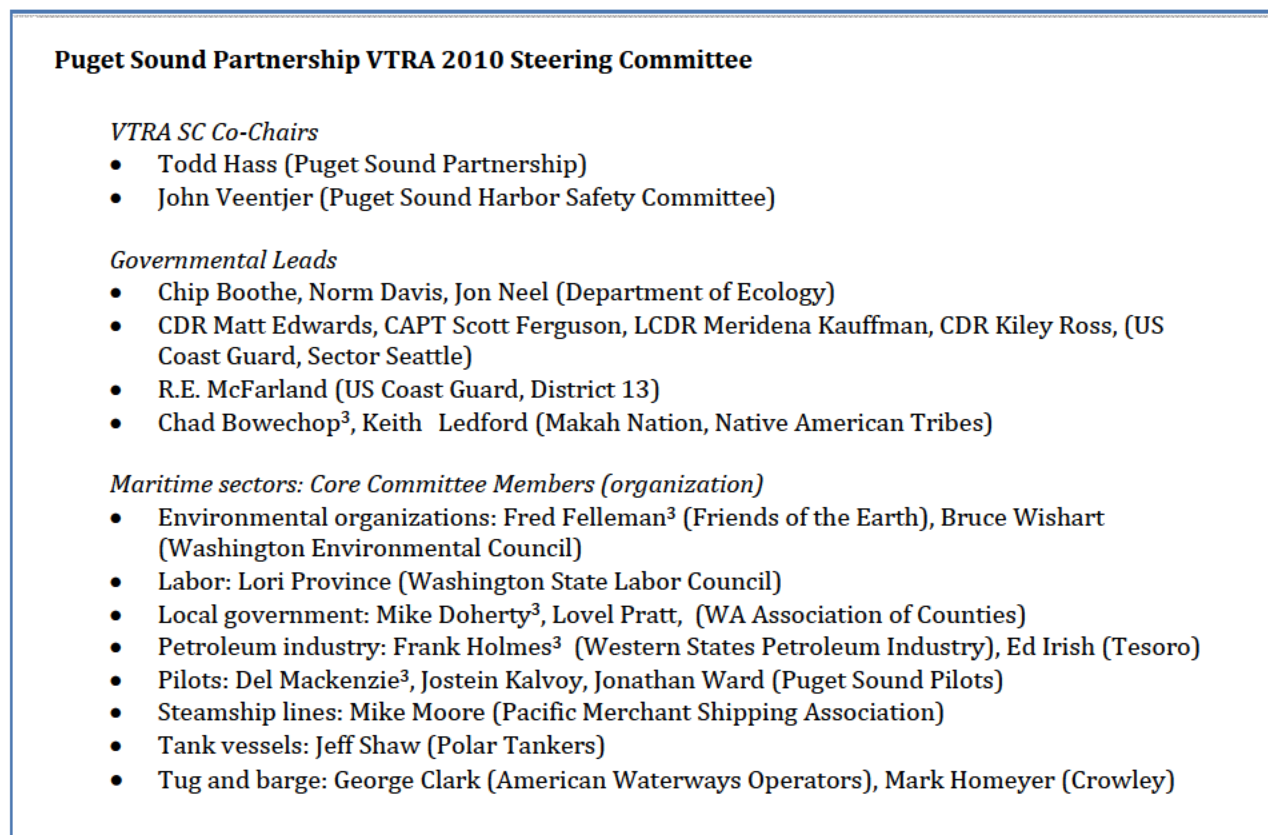 Puget Sound Partnership VTRA 2010 Steering Committee
VTRA SC Co-Chairs
• Todd Hass (Puget Sound Partnership)
• John Veentjer (Puget Sound Harbor Safety Committee)
Governmental Leads
• Chip Boothe, Norm Davis, Jon Neel (Department of Ecology)
• CDR Matt Edwards, CAPT Scott Ferguson, LCDR Meridena Kauffman, CDR Kiley Ross, (US
Coast Guard, Sector Seattle)
• R.E. McFarland (US Coast Guard, District 13)
• Chad Bowechop³, Keith Ledford (Makah Nation, Native American Tribes)
Maritime sectors: Core Committee Members (organization)
• Environmental organizations: Fred Felleman³ (Friends of the Earth), Bruce Wishart
(Washington Environmental Council)
• Labor: Lori Province (Washington State Labor Council)
• Local government: Mike Doherty³, Lovel Pratt, (WA Association of Counties)
• Petroleum industry: Frank Holmes³ (Western States Petroleum Industry), Ed Irish (Tesoro)
• Pilots: Del Mackenzie³, Jostein Kalvoy, Jonathan Ward (Puget Sound Pilots)
• Steamship lines: Mike Moore (Pacific Merchant Shipping Association)
• Tank vessels: Jeff Shaw (Polar Tankers)
• Tug and barge: George Clark (American Waterways Operators), Mark Homeyer (Crowley)